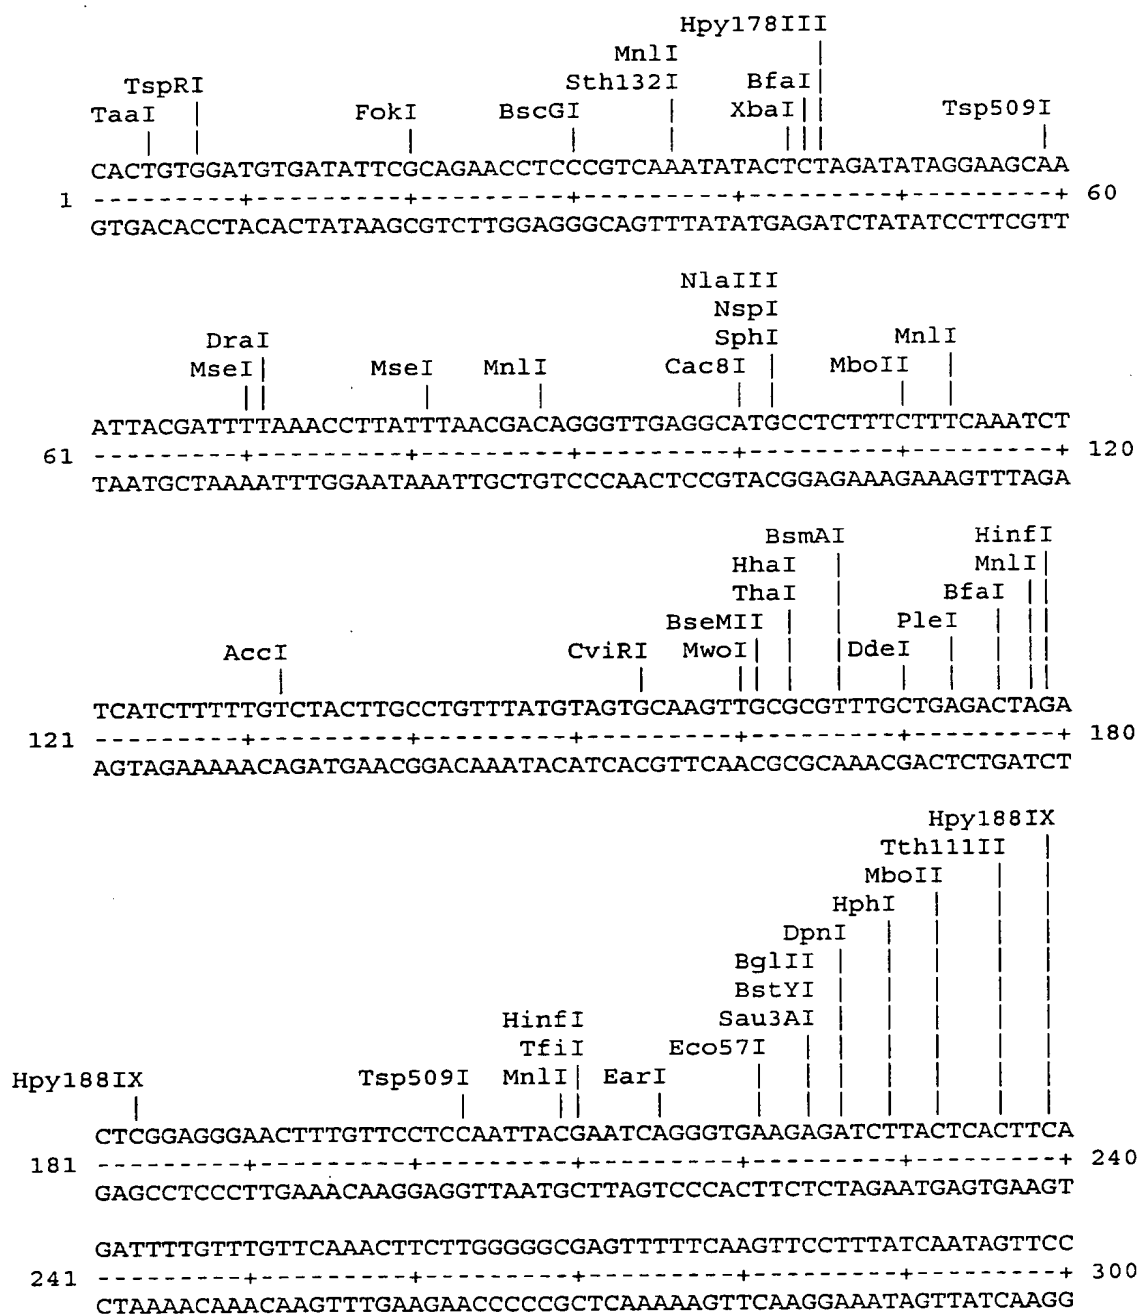 Hpy178III
MnlI
TspRI Sth132I BfaI
TaaI FokI BscGI XbaI Tsp509I
CACTGTGGATGTGATATTCGCAGAACCTCCCGTCAAATATACTCTAGATATAGGAAGCAA
1 ---------+---------+---------+---------+---------+---------+ 60
GTGACACCTACACTATAAGCGTCTTGGAGGGCAGTTTATATGAGATCTATATCCTTCGTT
NlaIII
NspI
DraI SphI MnlI
MseI MseI MnlI Cac8I MboII
ATTACGATTTTTAAACCTTATTTAACGACAGGGTTGAGGCATGCCTCTTTCTTTCAAATCT
61 ---------+---------+---------+---------+---------+---------+ 120
TAATGCTAAAATTTGGAATAAATTGCTGTCCCAACTCCGTACGGAGAAAGAAAGTTTAGA
BsmAI HinfI
HhaI MnlI
ThaI BfaI
BseMII PleI
AccI CviRI MwoI DdeI
TCATCTTTTTGTCTACTTGCCTGTTTATGTAGTGCAAGTTGCGCGTTTGCTGAGACTAGA
121 ---------+---------+---------+---------+---------+---------+ 180
AGTAGAAAAACAGATGAACGGACAAATACATCACGTTCAACGCGCAAACGACTCTGATCT
Hpy188IX
Tth111II
MboII
HphI
DpnI
BglII
BstYI
HinfI Sau3AI
TfiI Eco57I
Hpy188IX Tsp509I MnlI EarI
CTCGGAGGGAACTTTGTTCCTCCAATTACGAATCAGGGTGAAGAGATCTTACTCACTTCA
181 ---------+---------+---------+---------+---------+---------+ 240
GAGCCTCCCTTGAAACAAGGAGGTTAATGCTTAGTCCCACTTCTCTAGAATGAGTGAAGT
GATTTTGTTTGTTCAAACTTCTTGGGGGCGAGTTTTTCAAGTTCCTTTATCAATAGTTCC
241 ---------+---------+---------+---------+---------+---------+ 300
CTAAAACAAACAAGTTTGAAGAACCCCCGCTCAAAAAGTTCAAGGAAATAGTTATCAAGG